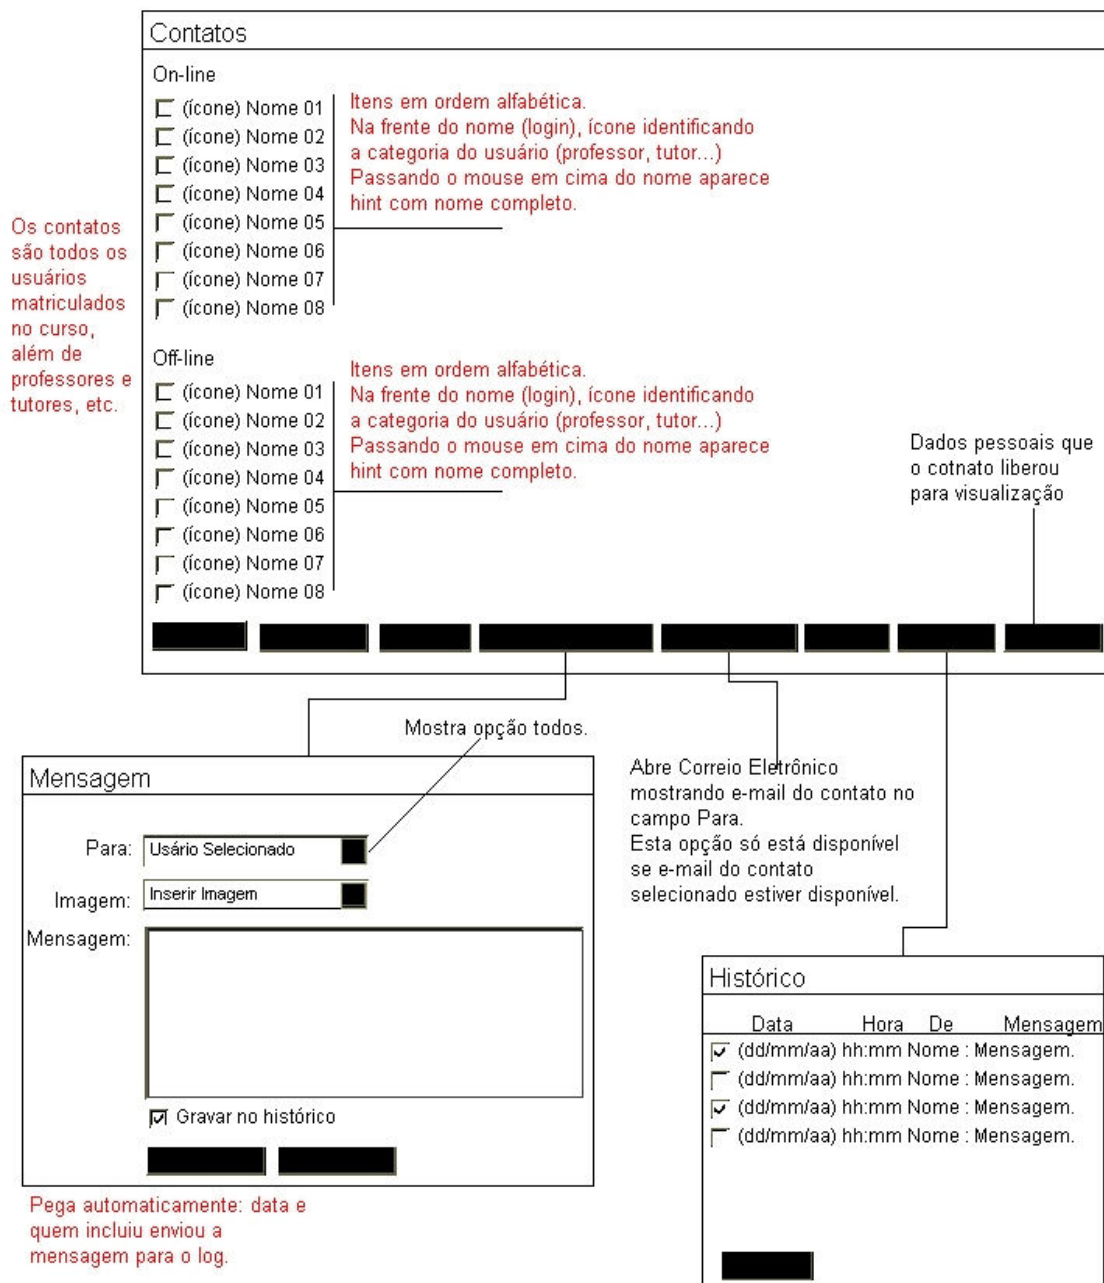 Contatos
On-line
(ícone) Nome 01
(ícone) Nome 02
(ícone) Nome 03
(ícone) Nome 04
(ícone) Nome 05
(ícone) Nome 06
(ícone) Nome 07
(ícone) Nome 08
Itens em ordem alfabética.
Na frente do nome (login), ícone identificando
a categoria do usuário (professor, tutor...)
Passando o mouse em cima do nome aparece
hint com nome completo.
Os contatos
são todos os
usuários
matriculados
no curso,
além de
professores e
tutores, etc.
Off-line
(ícone) Nome 01
(ícone) Nome 02
(ícone) Nome 03
(ícone) Nome 04
(ícone) Nome 05
(ícone) Nome 06
(ícone) Nome 07
(ícone) Nome 08
Itens em ordem alfabética.
Na frente do nome (login), ícone identificando
a categoria do usuário (professor, tutor...)
Passando o mouse em cima do nome aparece
hint com nome completo.
Dados pessoais que
o cotnato liberou
para visualização
Mostra opção todos.
Mensagem
Para: Usário Selecionado
Imagem: Inserir Imagem
Mensagem:
Gravar no histórico
Pega automaticamente: data e
quem incluiu enviou a
mensagem para o log.
Abre Correio Eletrônico
mostrando e-mail do contato no
campo Para.
Esta opção só está disponível
se e-mail do contato
selecionado estiver disponível.
Histórico
Data Hora De Mensagem
(dd/mm/aa) hh:mm Nome : Mensagem.
(dd/mm/aa) hh:mm Nome : Mensagem.
(dd/mm/aa) hh:mm Nome : Mensagem.
(dd/mm/aa) hh:mm Nome : Mensagem.